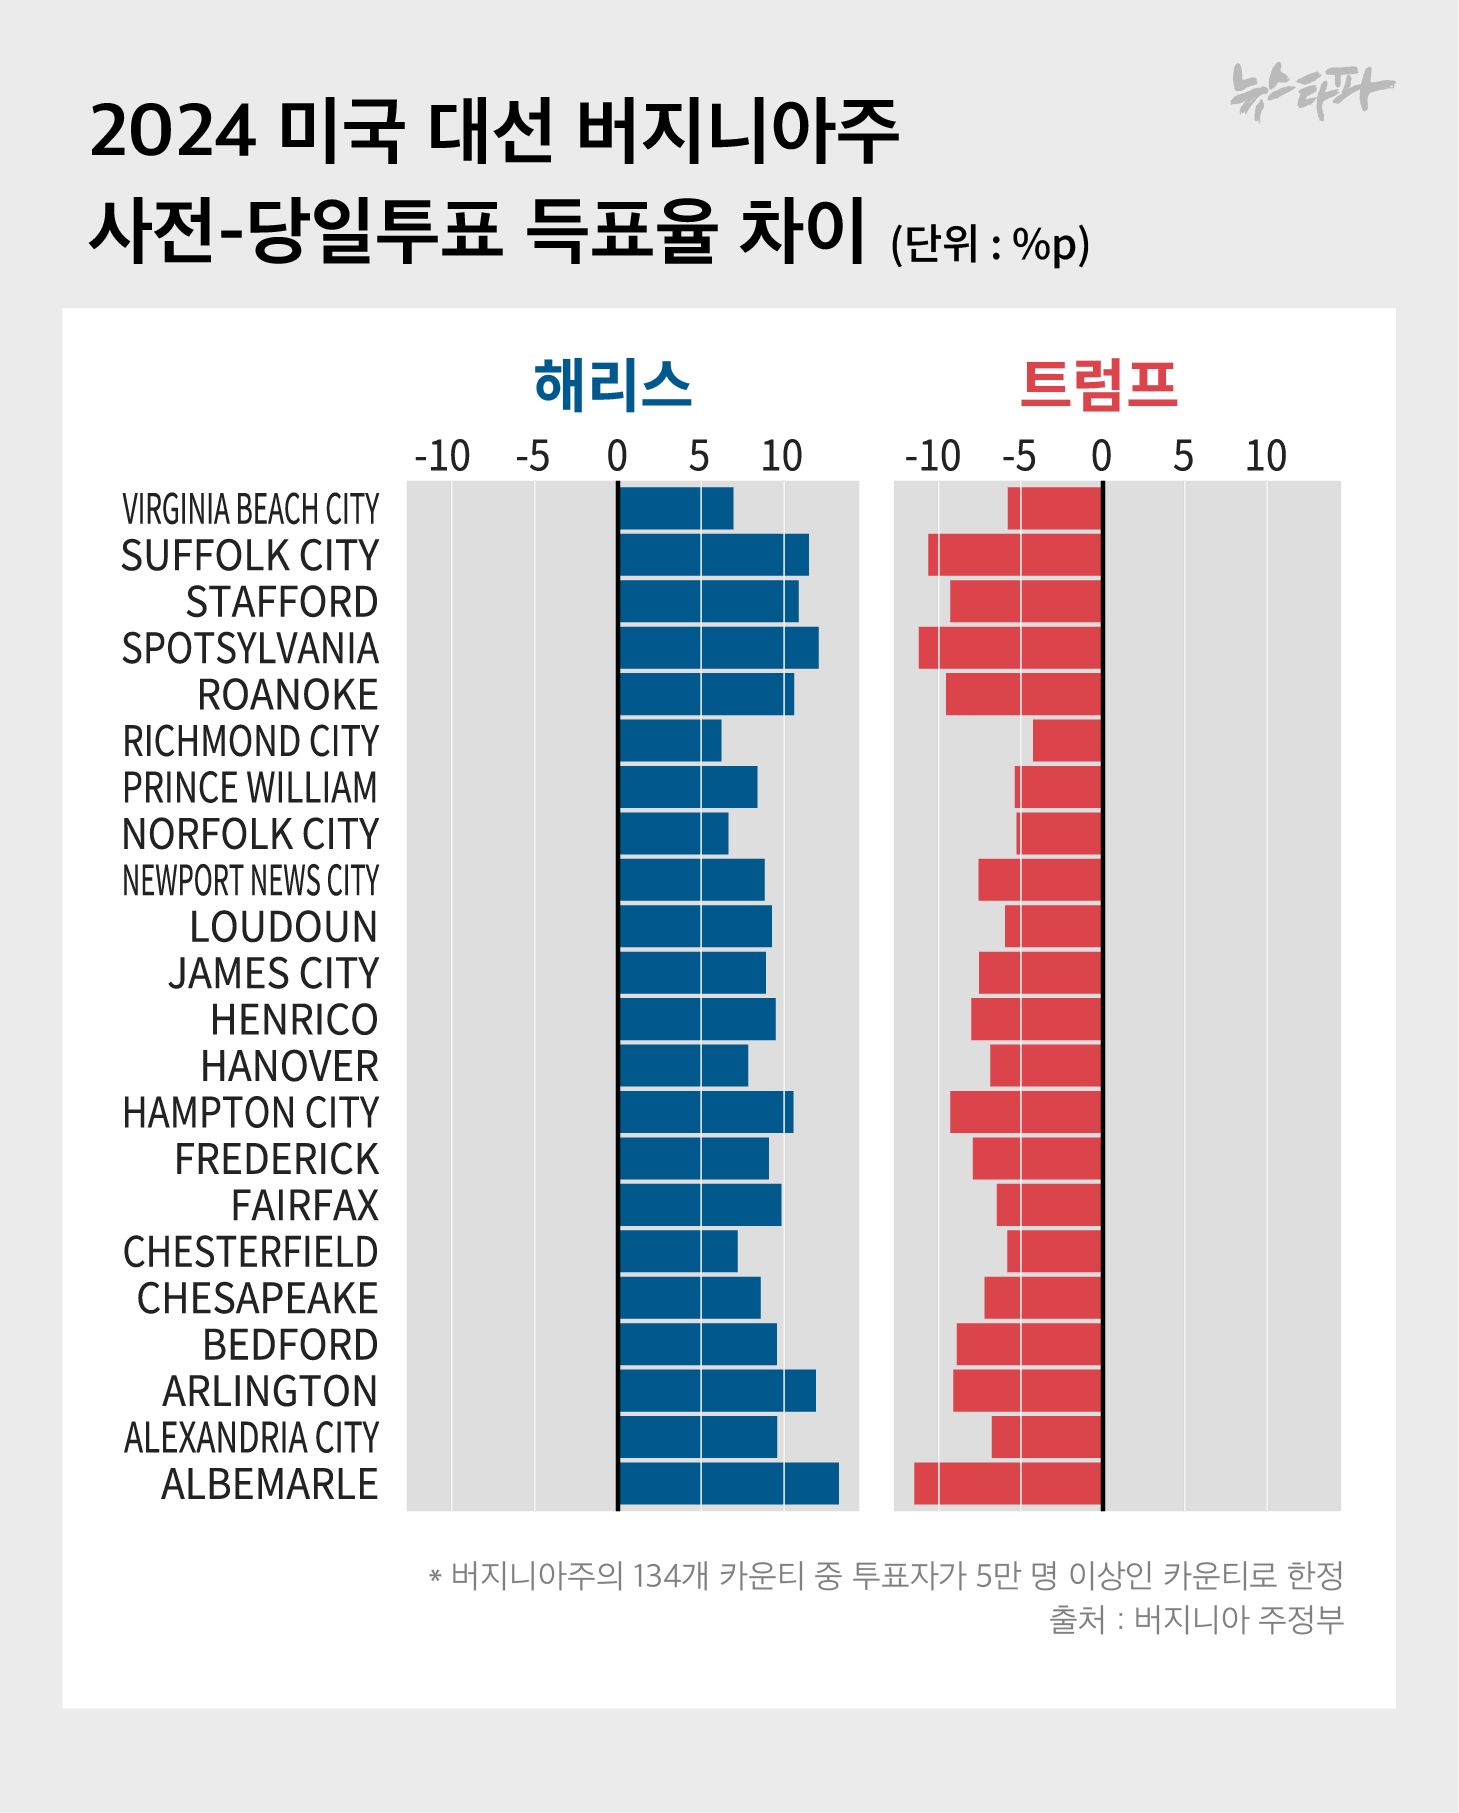 뉴스타파
2024 미국 대선 버지니아주
사전-당일투표 득표율 차이 (단위 : %p)
해리스 트럼프
-10 -5 0 5 10 -10 -5 0 5 10
VIRGINIA BEACH CITY
SUFFOLK CITY
STAFFORD
SPOTSYLVANIA
ROANOKE
RICHMOND CITY
PRINCE WILLIAM
NORFOLK CITY
NEWPORT NEWS CITY
LOUDOUN
JAMES CITY
HENRICO
HANOVER
HAMPTON CITY
FREDERICK
FAIRFAX
CHESTERFIELD
CHESAPEAKE
BEDFORD
ARLINGTON
ALEXANDRIA CITY
ALBEMARLE
* 버지니아주의 134개 카운티 중 투표자가 5만 명 이상인 카운티로 한정
출처 : 버지니아 주정부